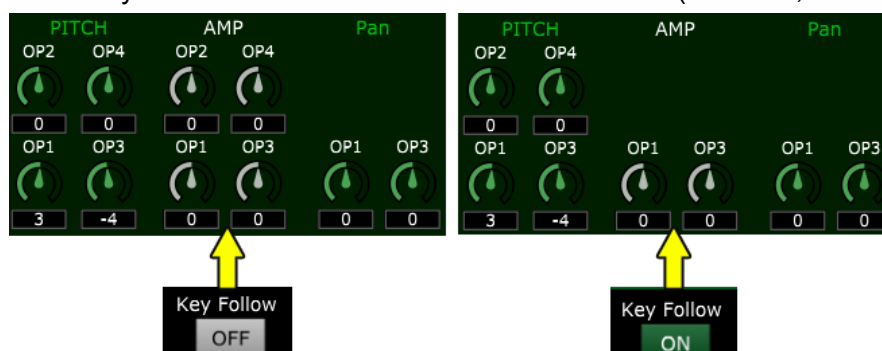 PITCH AMP Pan PITCH AMP Pan
OP2 OP4 OP2 OP4 OP2 OP4
0 0 0 0 0 0
OP1 OP3 OP1 OP3 OP1 OP3 OP1 OP3 OP1 OP3 OP1 OP3
3 -4 0 0 0 0 3 -4 0 0 0 0
Key Follow Key Follow
OFF ON